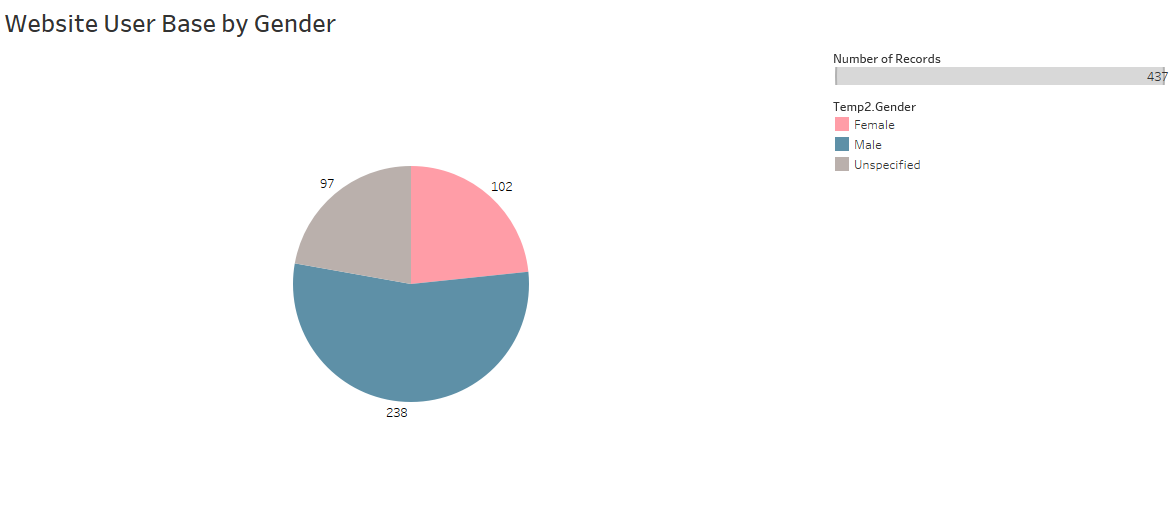 Website User Base by Gender
Number of Records
437
Temp2.Gender
Female
Male
Unspecified
97
102
238